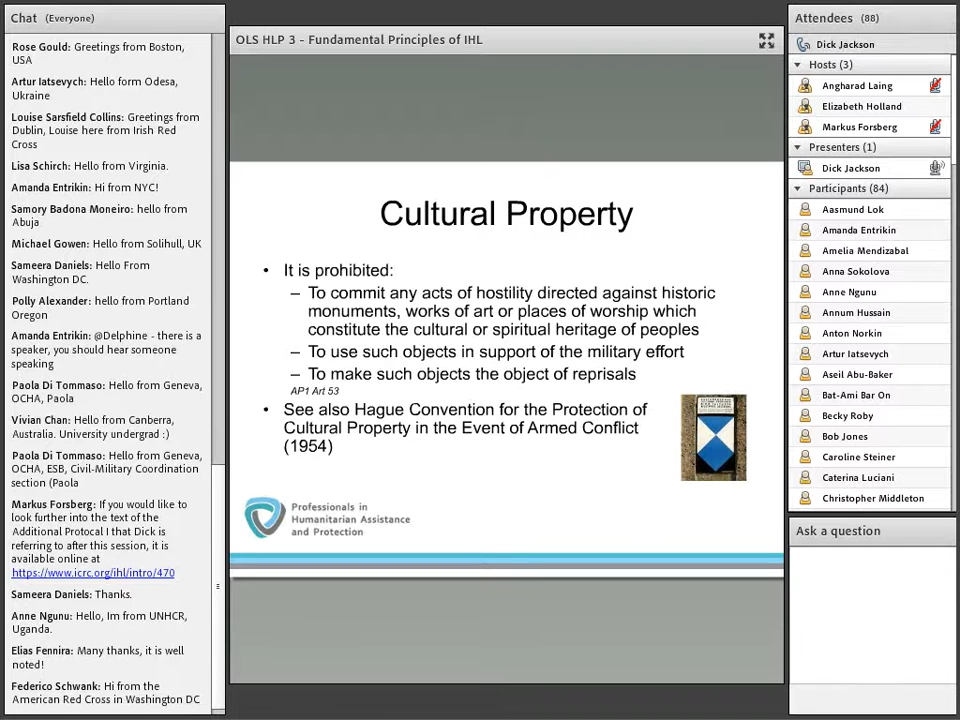 Chat (Everyone)
Rose Gould: Greetings from Boston,
USA
Artur Iatsevych: Hello form Odesa,
Ukraine
Louise Sarsfield Collins: Greetings from
Dublin, Louise here from Irish Red
Cross
Lisa Schirch: Hello from Virginia.
Amanda Entrikin: Hi from NYC!
Samory Badona Moneiro: hello from
Abuja
Michael Gowen: Hello from Solihull, UK
Sameera Daniels: Hello From
Washington DC.
Polly Alexander: hello from Portland
Oregon
Amanda Entrikin: @Delphine - there is a
speaker, you should hear someone
speaking
Paola Di Tommaso: Hello from Geneva,
OCHA, Paola
Vivian Chan: Hello from Canberra,
Australia. University undergrad :)
Paola Di Tommaso: Hello from Geneva,
OCHA, ESB, Civil-Military Coordination
section (Paola
Markus Forsberg: If you would like to
look further into the text of the
Additional Protocal I that Dick is
referring to after this session, it is
available online at
https://www.icrc.org/ihl/intro/470
Sameera Daniels: Thanks.
Anne Ngunu: Hello, Im from UNHCR,
Uganda.
Elias Fennira: Many thanks, it is well
noted!
Federico Schwank: Hi from the
American Red Cross in Washington DC
OLS HLP 3 - Fundamental Principles of IHL
Cultural Property
• It is prohibited:
– To commit any acts of hostility directed against historic
monuments, works of art or places of worship which
constitute the cultural or spiritual heritage of peoples
– To use such objects in support of the military effort
– To make such objects the object of reprisals
AP1 Art 53
• See also Hague Convention for the Protection of
Cultural Property in the Event of Armed Conflict
(1954)
Professionals in
Humanitarian Assistance
and Protection
Attendees (88)
Dick Jackson
Hosts (3)
Angharad Laing
Elizabeth Holland
Markus Forsberg
Presenters (1)
Dick Jackson
Participants (84)
Aasmund Lok
Amanda Entrikin
Amelia Mendizabal
Anna Sokolova
Anne Ngunu
Annum Hussain
Anton Norkin
Artur Iatsevych
Aseil Abu-Baker
Bat-Ami Bar On
Becky Roby
Bob Jones
Caroline Steiner
Caterina Luciani
Christopher Middleton
Ask a question